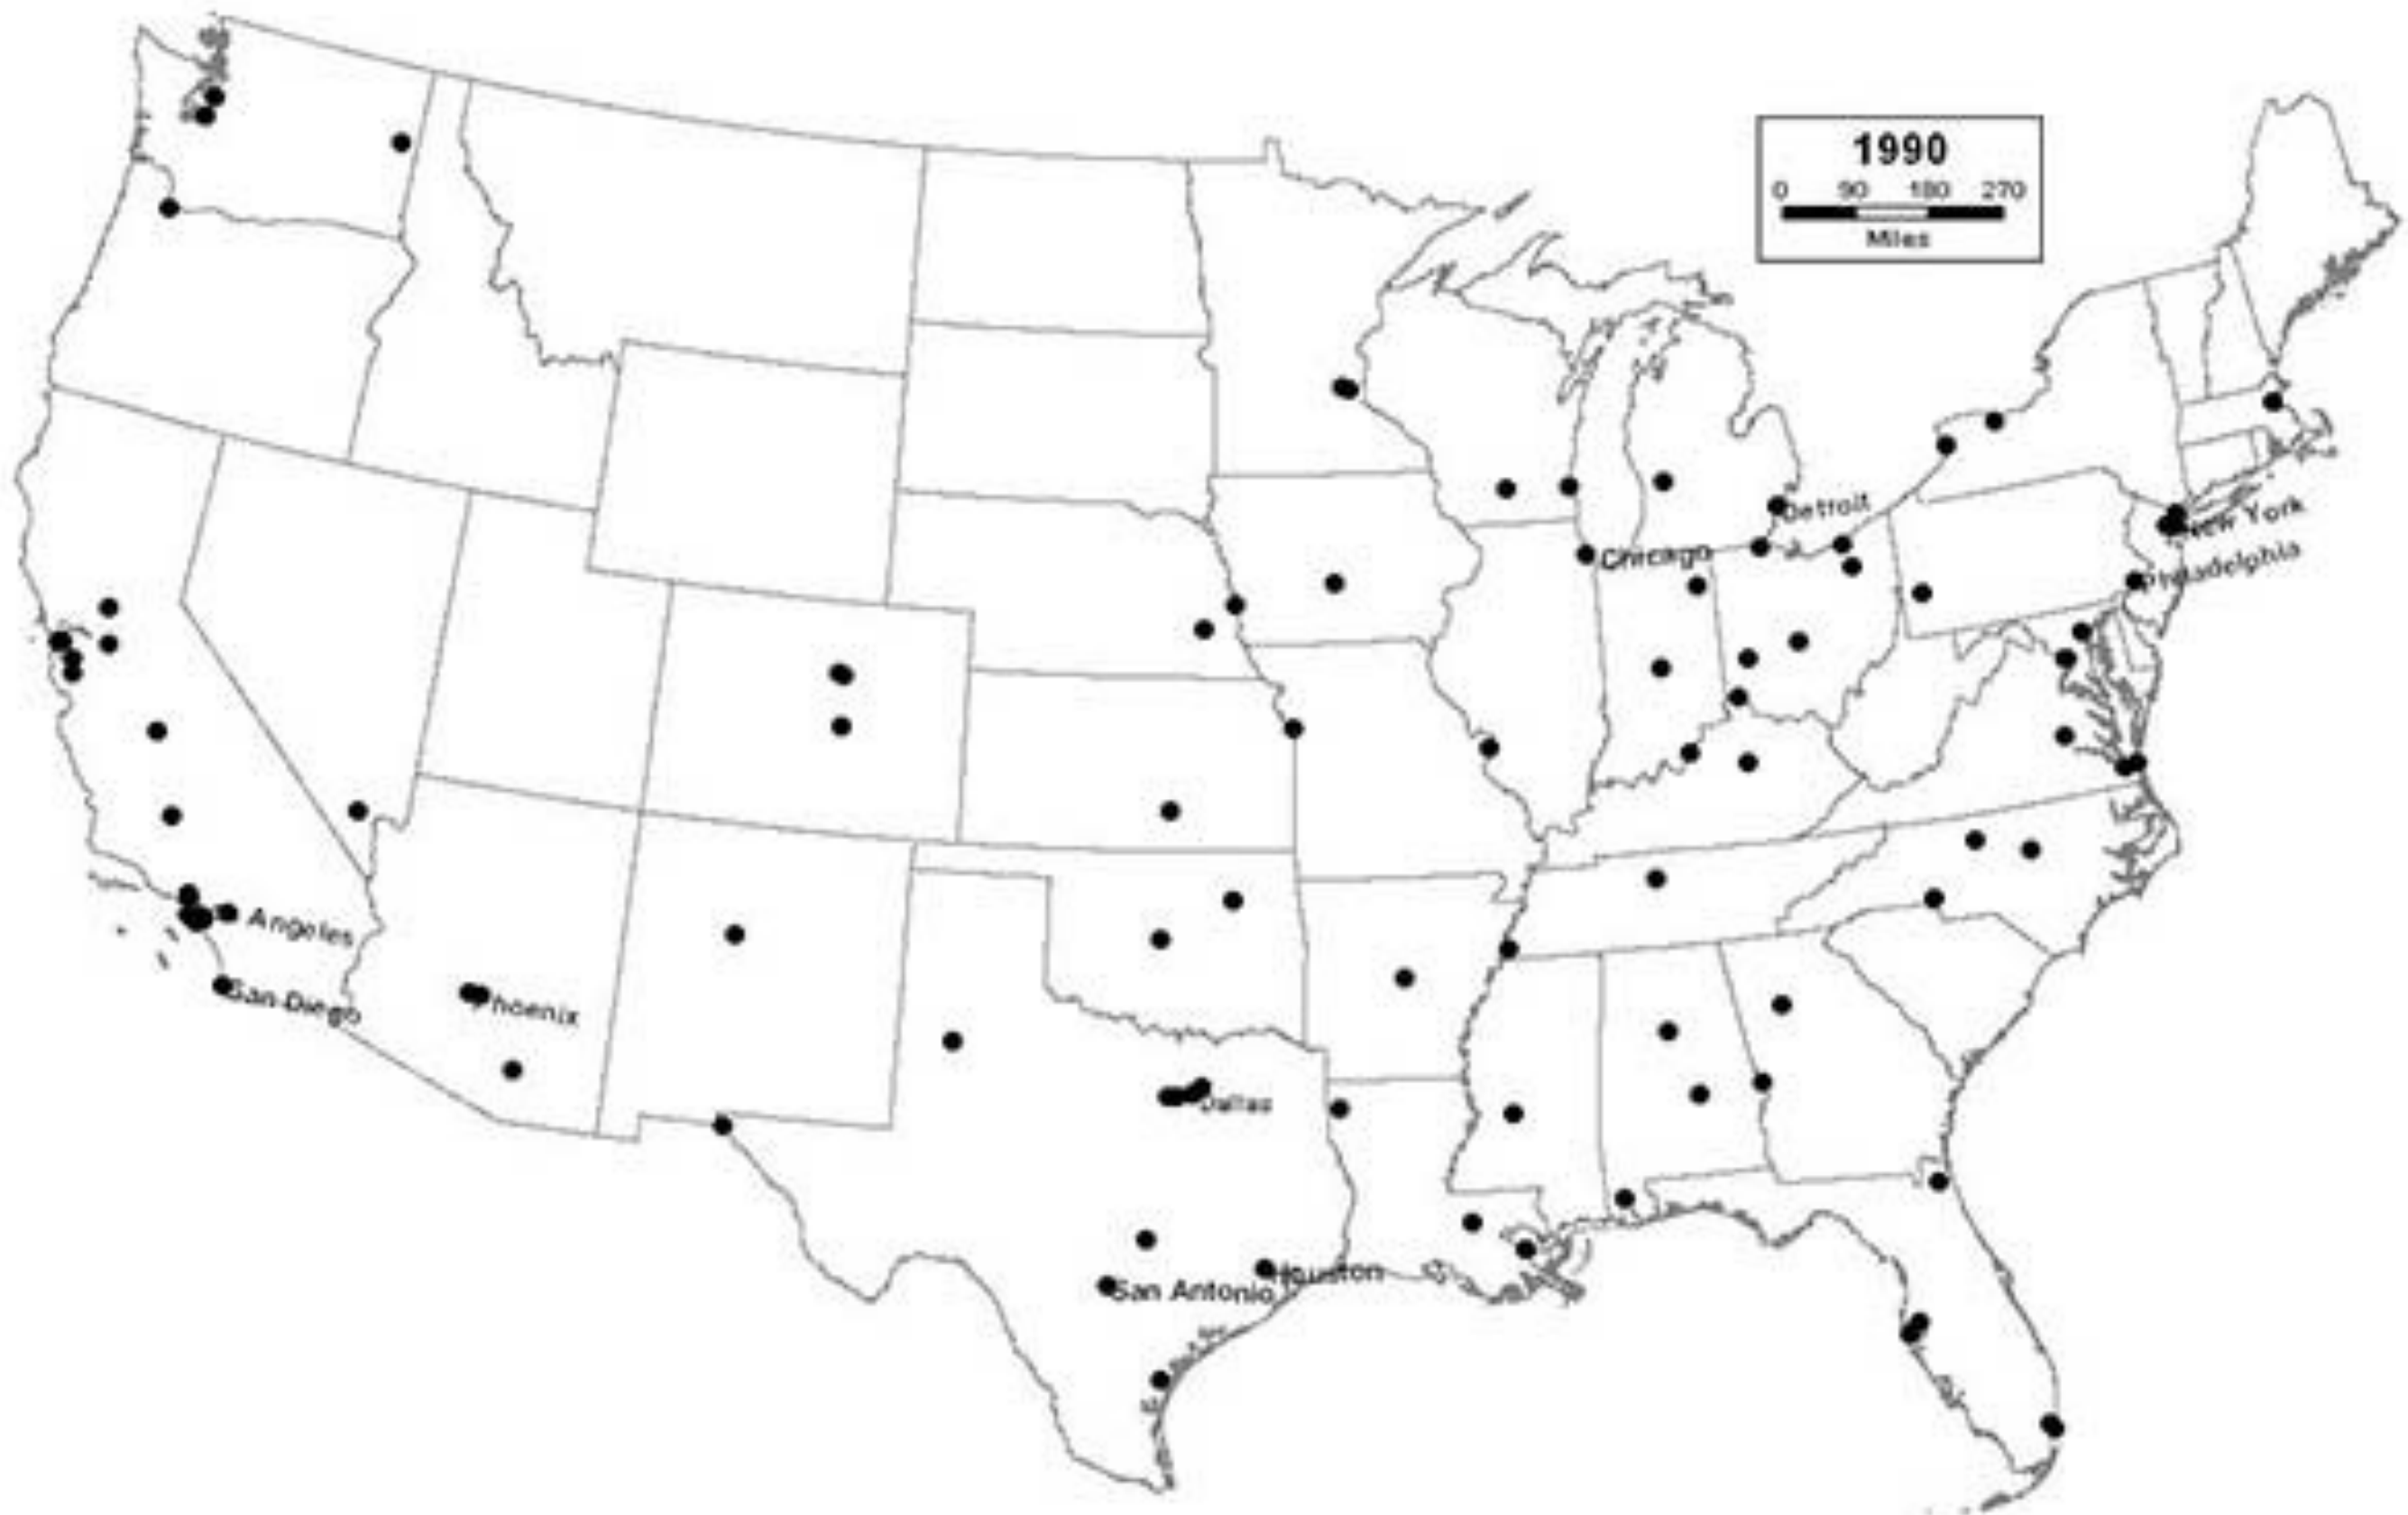 1990
0 90 180 270
Miles
Detroit
New York
Chicago
Philadelphia
Angeles
San Diego
Phoenix
Dallas
Houston
San Antonio